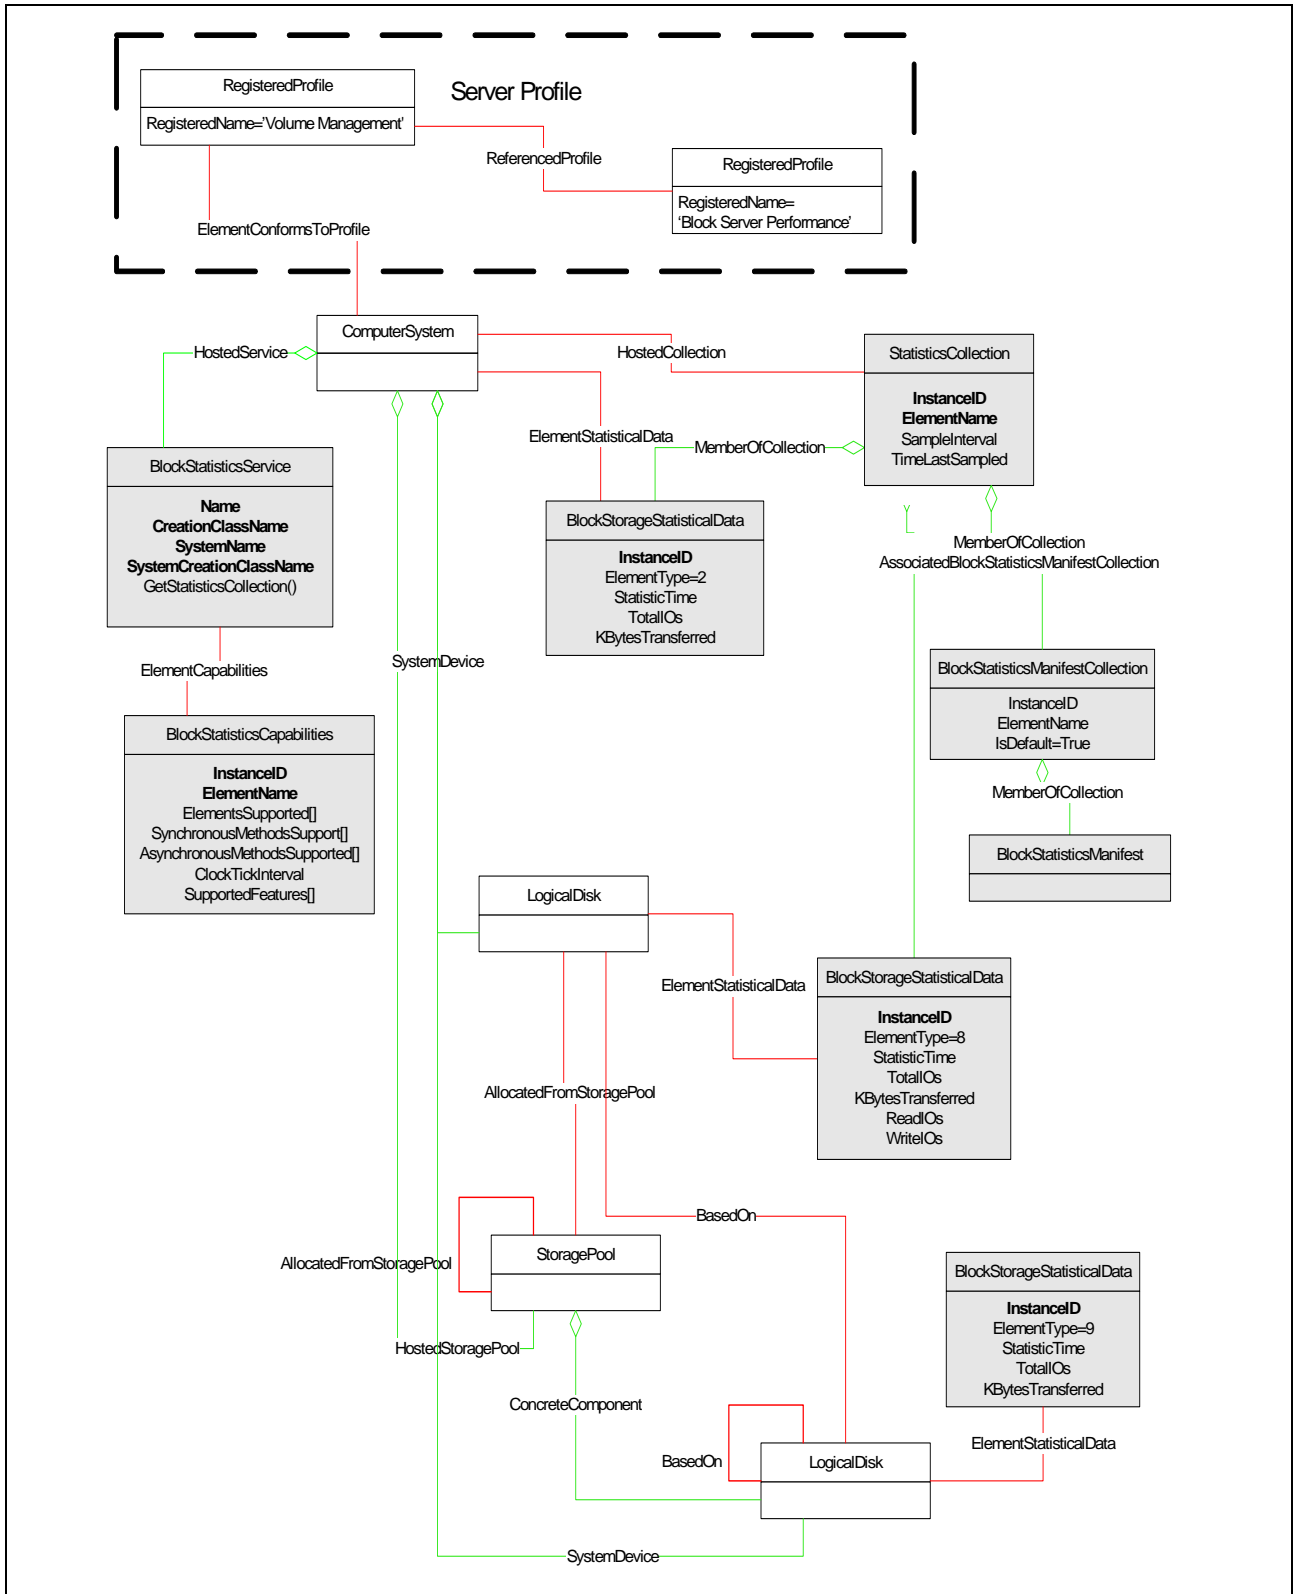 RegisteredProfile
Server Profile
RegisteredName='Volume Management'
ReferencedProfile
RegisteredProfile
RegisteredName=
'Block Server Performance'
ElementConformsToProfile
ComputerSystem
HostedService
HostedCollection
StatisticsCollection
InstanceID
ElementName
SampleInterval
TimeLastSampled
ElementStatisticalData
MemberOfCollection
BlockStatisticsService
Name
CreationClassName
SystemName
SystemCreationClassName
GetStatisticsCollection()
BlockStorageStatisticalData
InstanceID
ElementType=2
StatisticTime
TotalIOs
KBytesTransferred
MemberOfCollection
AssociatedBlockStatisticsManifestCollection
SystemDevice
ElementCapabilities
BlockStatisticsManifestCollection
InstanceID
ElementName
IsDefault=True
BlockStatisticsCapabilities
InstanceID
ElementName
ElementsSupported[]
SynchronousMethodsSupport[]
AsynchronousMethodsSupported[]
ClockTickInterval
SupportedFeatures[]
MemberOfCollection
BlockStatisticsManifest
LogicalDisk
ElementStatisticalData
BlockStorageStatisticalData
InstanceID
ElementType=8
StatisticTime
TotalIOs
KBytesTransferred
ReadIOs
WriteIOs
AllocatedFromStoragePool
BasedOn
StoragePool
AllocatedFromStoragePool
BlockStorageStatisticalData
InstanceID
ElementType=9
StatisticTime
TotalIOs
KBytesTransferred
HostedStoragePool
ConcreteComponent
ElementStatisticalData
BasedOn
LogicalDisk
SystemDevice